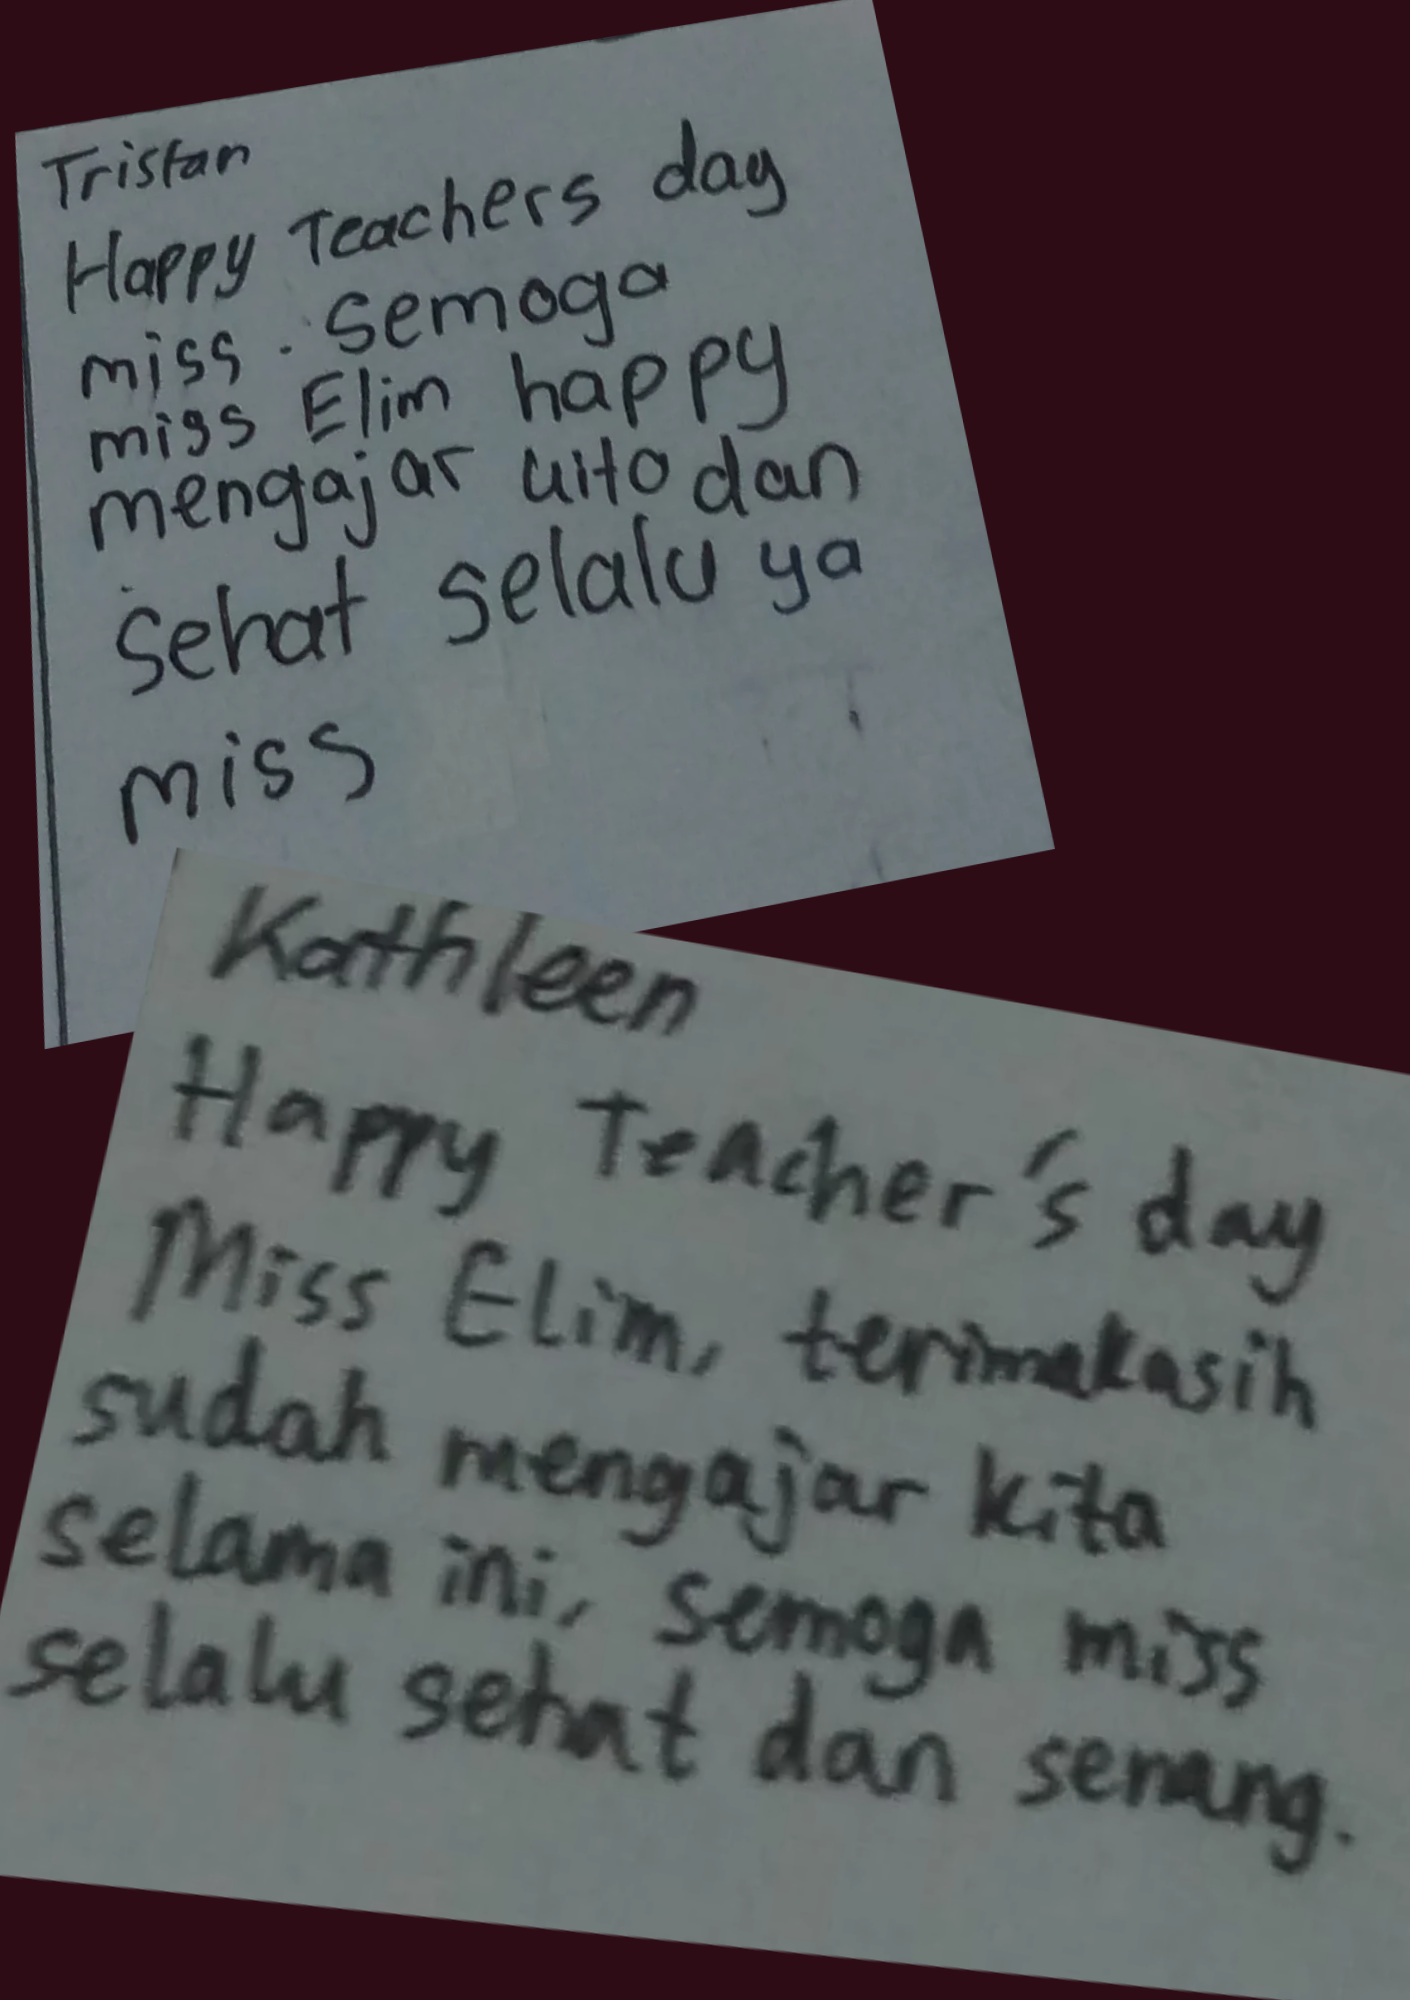 Tristan
Happy Teachers day
miss. semoga
miss Elim happy
mengajar kita dan
sehat selalu ya
miss
Kathleen
Happy Teacher's day
Miss Elim, terimakasih
sudah mengajar kita
selama ini, semoga miss
selalu sehat dan senang.